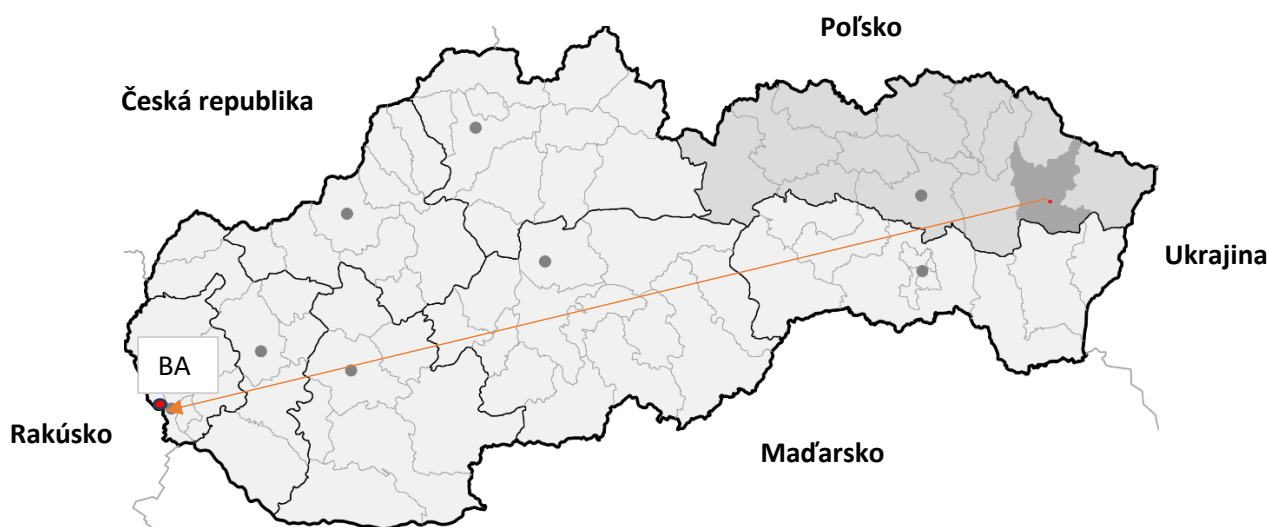 Poľsko
Česká republika
Ukrajina
BA
Rakúsko
Maďarsko